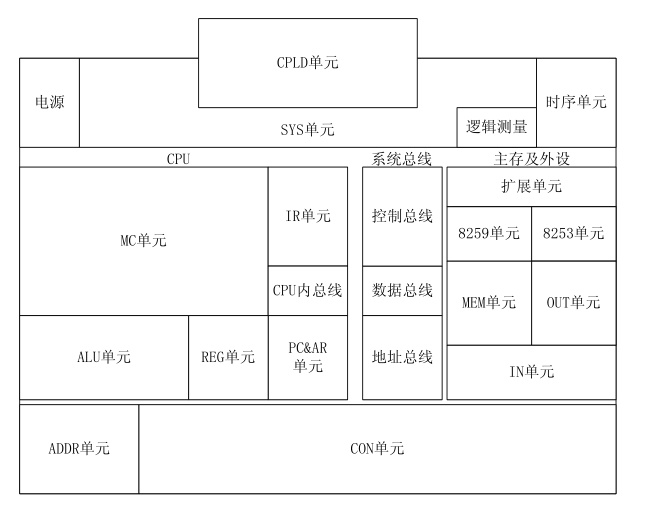 CPLD单元
电源
时序单元
SYS单元
逻辑测量
CPU
系统总线
主存及外设
扩展单元
MC单元
IR单元
控制总线
8259单元
8253单元
CPU内总线
数据总线
MEM单元
OUT单元
ALU单元
REG单元
PC&AR
单元
地址总线
IN单元
ADDR单元
CON单元